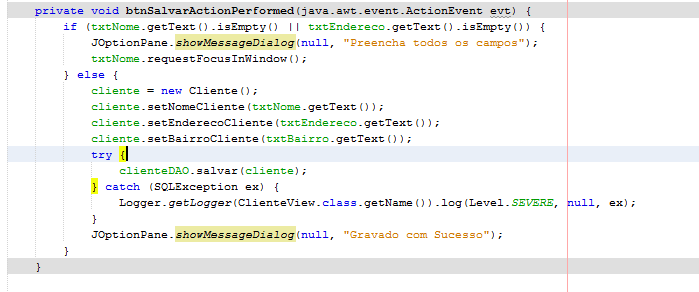 private void btnSalvarActionPerformed(java.awt.event.ActionEvent evt) {
if (txtNome.getText().isEmpty() || txtEndereco.getText().isEmpty()) {
JOptionPane.showMessageDialog(null, "Preencha todos os campos");
txtNome.requestFocusInWindow();
} else {
cliente = new Cliente();
cliente.setNomeCliente(txtNome.getText());
cliente.setEnderecoCliente(txtEndereco.getText());
cliente.setBairroCliente(txtBairro.getText());
try {
clienteDAO.salvar(cliente);
} catch (SQLException ex) {
Logger.getLogger(ClienteView.class.getName()).log(Level.SEVERE, null, ex);
}
JOptionPane.showMessageDialog(null, "Gravado com Sucesso");
}
}